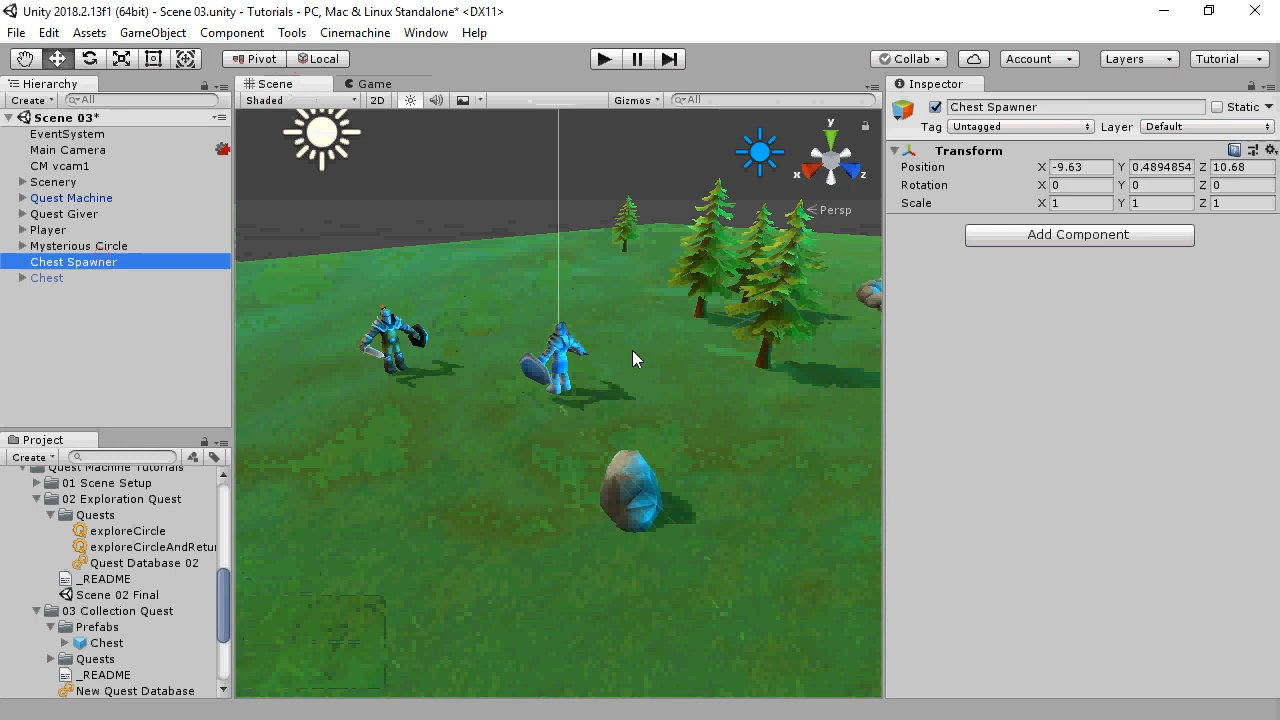 Unity 2018.2.13f1 (64bit) - Scene 03.unity - Tutorials - PC, Mac & Linux Standalone* <DX11>
File Edit Assets GameObject Component Tools Cinemachine Window Help
Pivot Local Collab Account Layers Tutorial
Hierarchy
Create All
Scene 03*
EventSystem
Main Camera
CM vcam1
Scenery
Quest Machine
Quest Giver
Player
Mysterious Circle
Chest Spawner
Chest
Project
Create
Quest Machine Tutorials
01 Scene Setup
02 Exploration Quest
Quests
exploreCircle
exploreCircleAndRetur
Quest Database 02
_README
Scene 02 Final
03 Collection Quest
Prefabs
Chest
Quests
_README
New Quest Database
Scene Game
Shaded 2D Gizmos All
y
x z
Persp
Inspector
Chest Spawner Static
Tag Untagged Layer Default
Transform
Position X -9.63 Y 0.4894854 Z 10.68
Rotation X 0 Y 0 Z 0
Scale X 1 Y 1 Z 1
Add Component